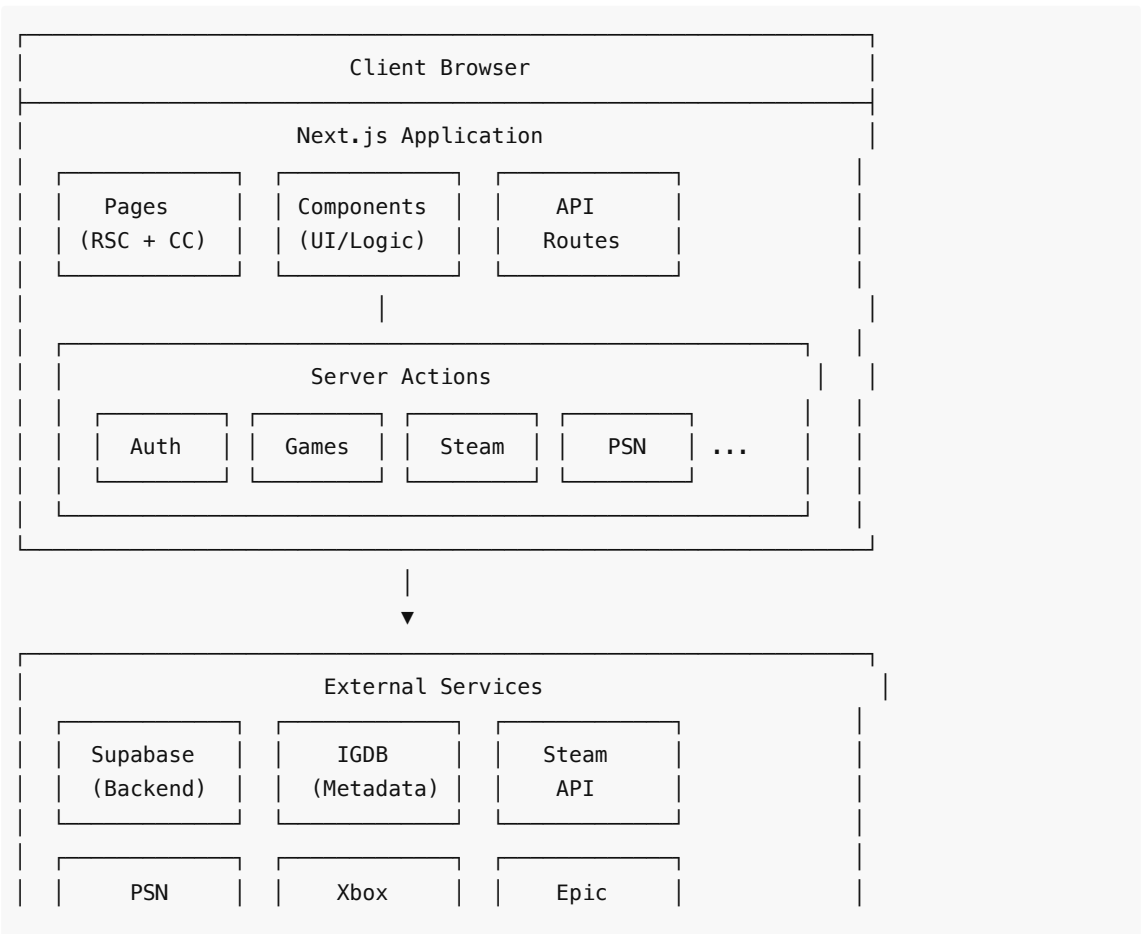 Client Browser
Next.js Application
Pages Components API
(RSC + CC) (UI/Logic) Routes
Server Actions
Auth Games Steam PSN ...
External Services
Supabase IGDB Steam
(Backend) (Metadata) API
PSN Xbox Epic